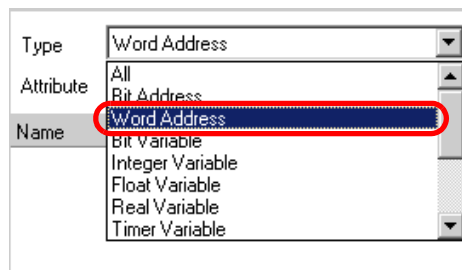 Type Word Address
All
Attribute Bit Address
Word Address
Name Bit Variable
Integer Variable
Float Variable
Real Variable
Timer Variable